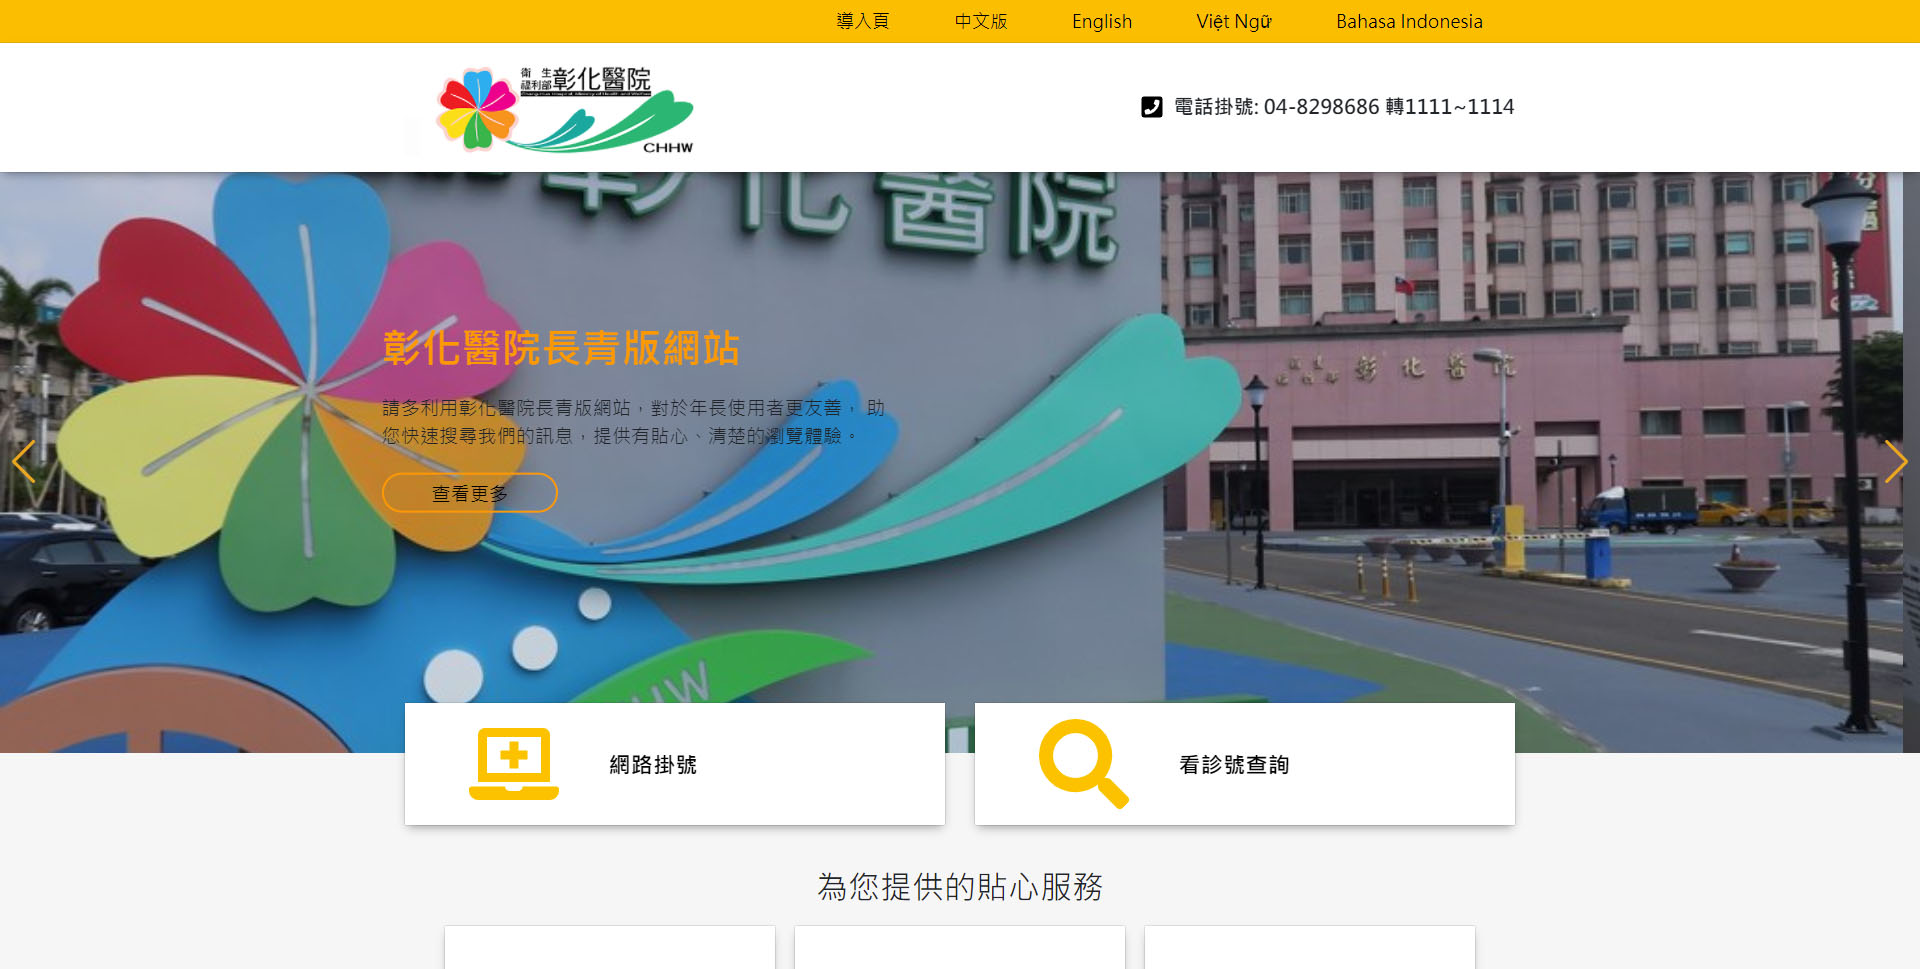 導入頁
中文版
English
Việt Ngữ
Bahasa Indonesia
衛生
福利部
彰化醫院
CHHW
電話掛號: 04-8298686 轉1111~1114
彰化醫院
彰化醫院
彰化醫院長青版網站
請多利用彰化醫院長青版網站，對於年長使用者更友善， 助
您快速搜尋我們的訊息，提供有貼心、清楚的瀏覽體驗。
查看更多
HW
網路掛號
看診號查詢
為您提供的貼心服務